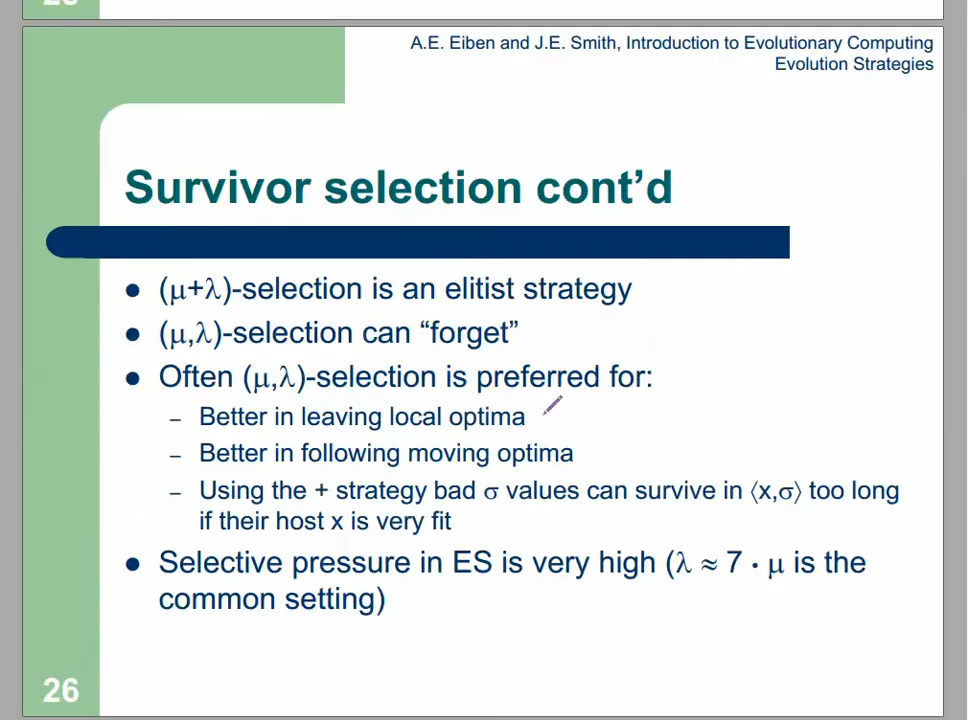 A.E. Eiben and J.E. Smith, Introduction to Evolutionary Computing
Evolution Strategies
Survivor selection cont’d
● (μ+λ)-selection is an elitist strategy
● (μ,λ)-selection can “forget”
● Often (μ,λ)-selection is preferred for:
– Better in leaving local optima
– Better in following moving optima
– Using the + strategy bad σ values can survive in ⟨x,σ⟩ too long
if their host x is very fit
● Selective pressure in ES is very high (λ ≈ 7 • μ is the
common setting)
26